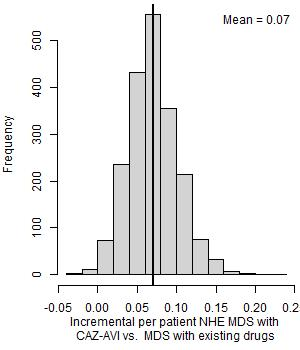 Mean = 0.07
Frequency
500
400
300
200
100
0
-0.05 0.00 0.05 0.10 0.15 0.20 0.2
Incremental per patient NHE MDS with
CAZ-AVI vs. MDS with existing drugs